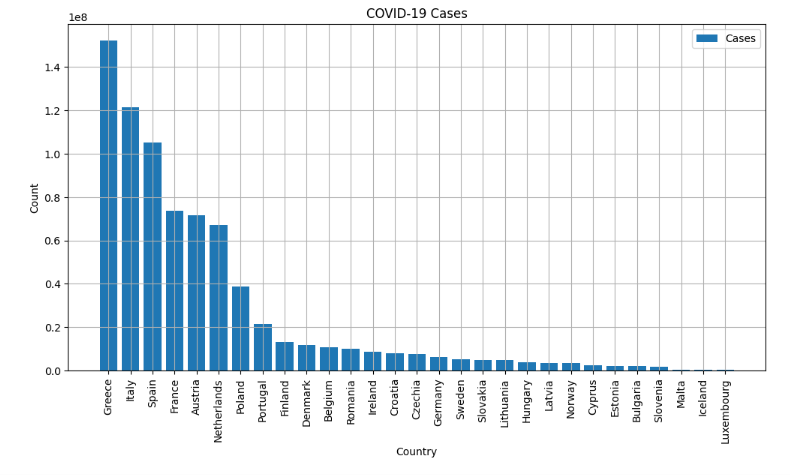 COVID-19 Cases
1e8
Cases
1.4
1.2
1.0
0.8
0.6
0.4
0.2
0.0
Count
Greece
Italy
Spain
France
Austria
Netherlands
Poland
Portugal
Finland
Denmark
Belgium
Romania
Ireland
Croatia
Czechia
Germany
Sweden
Slovakia
Lithuania
Hungary
Latvia
Norway
Cyprus
Estonia
Bulgaria
Slovenia
Malta
Iceland
Luxembourg
Country